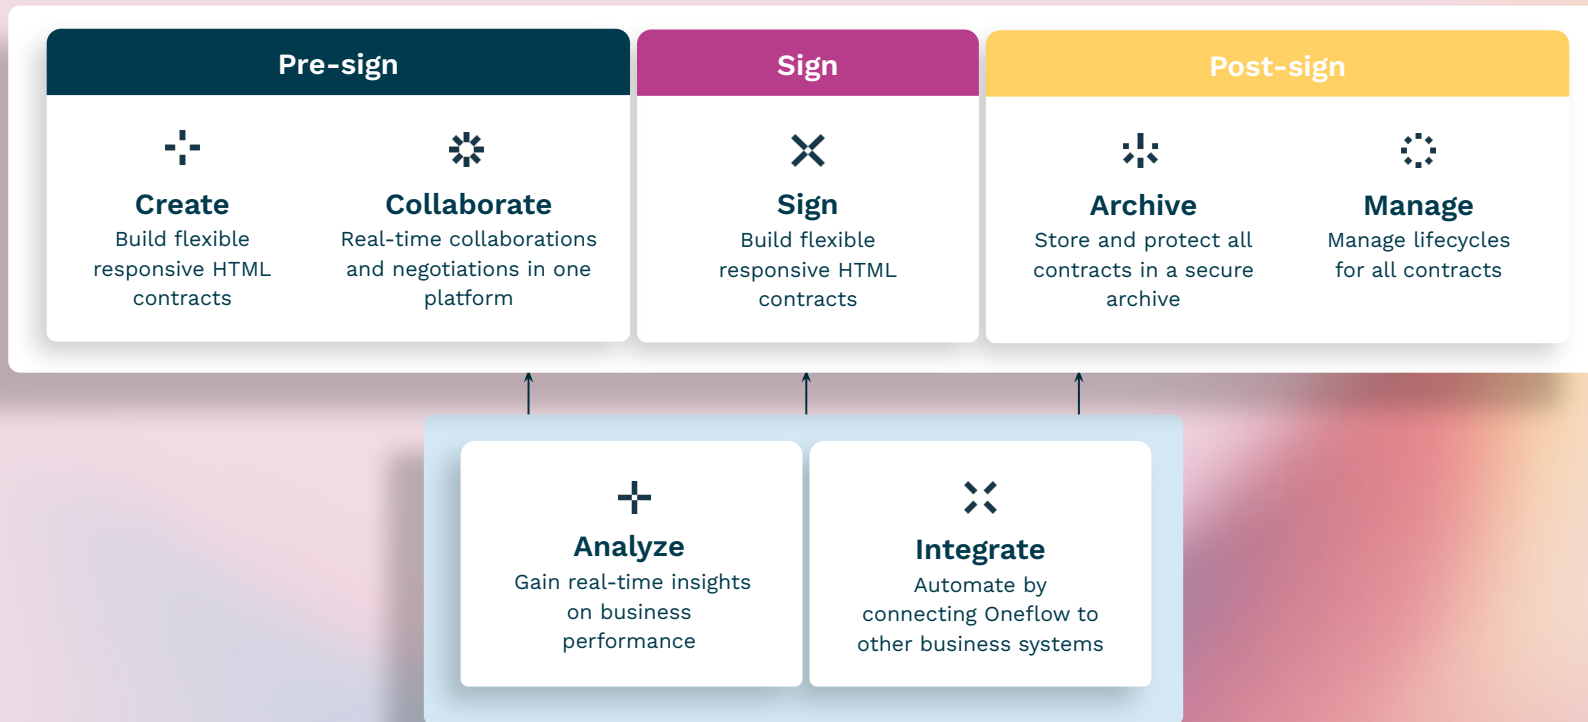 Pre-sign
Sign
Post-sign
Create
Build flexible
responsive HTML
contracts
Collaborate
Real-time collaborations
and negotiations in one
platform
Sign
Build flexible
responsive HTML
contracts
Archive
Store and protect all
contracts in a secure
archive
Manage
Manage lifecycles
for all contracts
Analyze
Gain real-time insights
on business
performance
Integrate
Automate by
connecting Oneflow to
other business systems